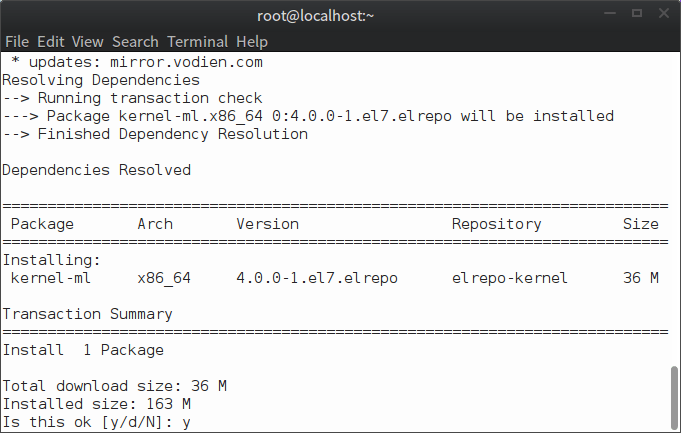 root@localhost:~
File Edit View Search Terminal Help
 * updates: mirror.vodien.com
Resolving Dependencies
--> Running transaction check
---> Package kernel-ml.x86_64 0:4.0.0-1.el7.elrepo will be installed
--> Finished Dependency Resolution

Dependencies Resolved

==========================================================================
 Package       Arch       Version                 Repository         Size
==========================================================================
Installing:
 kernel-ml     x86_64     4.0.0-1.el7.elrepo      elrepo-kernel      36 M

Transaction Summary
==========================================================================
Install  1 Package

Total download size: 36 M
Installed size: 163 M
Is this ok [y/d/N]: y